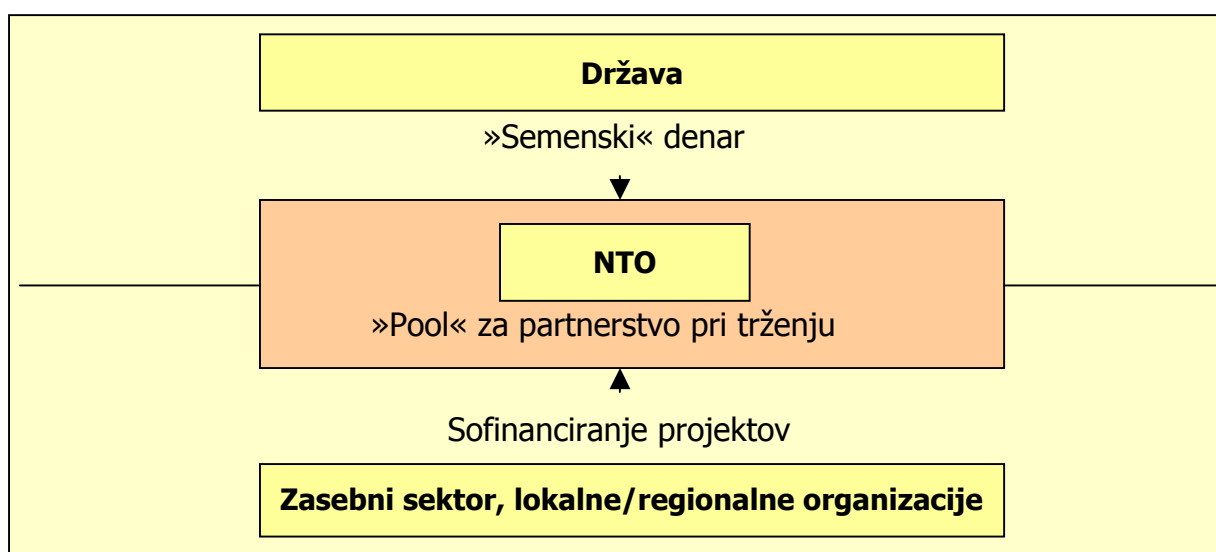 Država
»Semenski« denar
NTO
»Pool« za partnerstvo pri trženju
Sofinanciranje projektov
Zasebni sektor, lokalne/regionalne organizacije